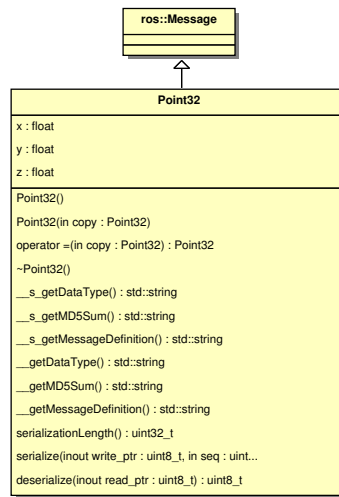 ros::Message
Point32
x : float
y : float
z : float
Point32()
Point32(in copy : Point32)
operator =(in copy : Point32) : Point32
~Point32()
__s_getDataType() : std::string
__s_getMD5Sum() : std::string
__s_getMessageDefinition() : std::string
__getDataType() : std::string
__getMD5Sum() : std::string
__getMessageDefinition() : std::string
serializationLength() : uint32_t
serialize(inout write_ptr : uint8_t, in seq : uint...
deserialize(inout read_ptr : uint8_t) : uint8_t